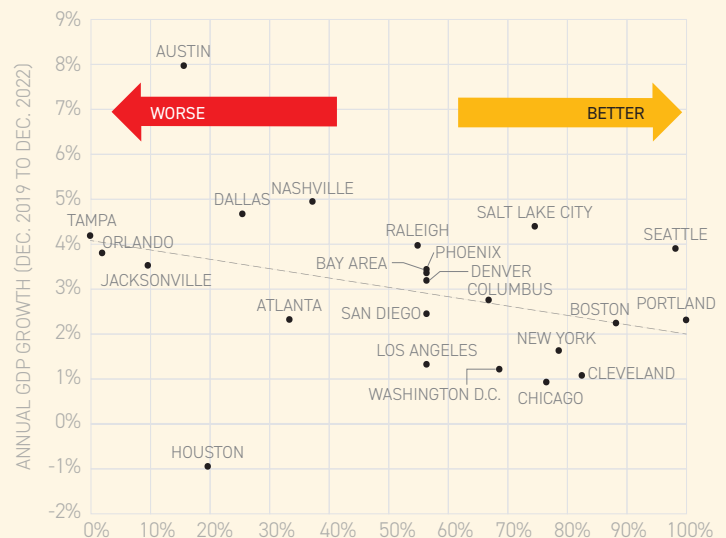 9%
AUSTIN
8%
7%
WORSE
BETTER
6%
5%
DALLAS
NASHVILLE
SALT LAKE CITY
TAMPA
RALEIGH
SEATTLE
4%
ORLANDO
PHOENIX
BAY AREA
DENVER
JACKSONVILLE
3%
COLUMBUS
ATLANTA
SAN DIEGO
BOSTON
PORTLAND
2%
NEW YORK
LOS ANGELES
CLEVELAND
1%
WASHINGTON D.C.
CHICAGO
0%
HOUSTON
-1%
-2%
ANNUAL GDP GROWTH (DEC. 2019 TO DEC. 2022)
0% 10% 20% 30% 40% 50% 60% 70% 80% 90% 100%